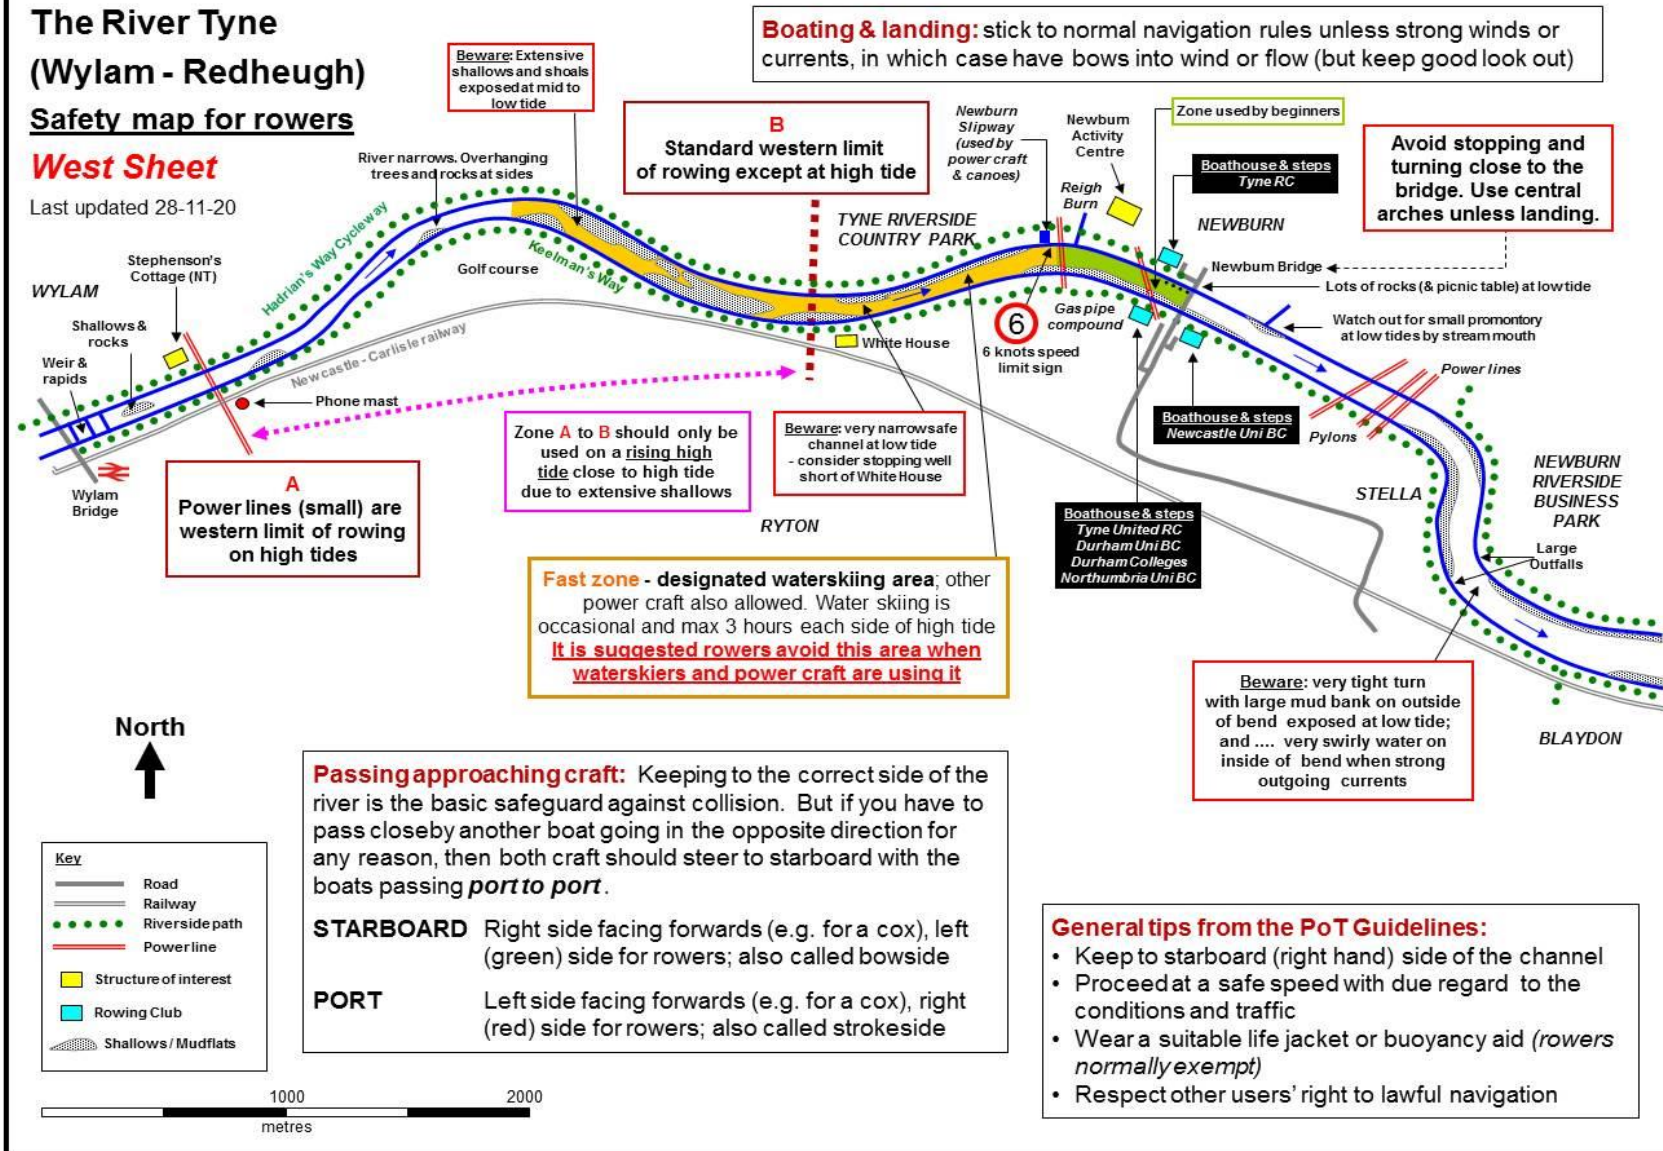 The River Tyne
(Wylam - Redheugh)
Safety map for rowers
West Sheet
Last updated 28-11-20
Boating & landing: stick to normal navigation rules unless strong winds or
currents, in which case have bows into wind or flow (but keep good look out)
Beware: Extensive
shallows and shoals
exposed at mid to
low tide
B
Standard western limit
of rowing except at high tide
Newburn
Slipway
(used by
power craft
& canoes)
Newburn
Activity
Centre
Zone used by beginners
Boathouse & steps
Tyne RC
Avoid stopping and
turning close to the
bridge. Use central
arches unless landing.
River narrows. Overhanging
trees and rocks at sides
Hadrian's Way Cycleway
Keelman's Way
Golf course
TYNE RIVERSIDE
COUNTRY PARK
Reigh
Burn
NEWBURN
Newburn Bridge
Lots of rocks (& picnic table) at low tide
Stephenson's
Cottage (NT)
WYLAM
Shallows &
rocks
Weir &
rapids
Newcastle - Carlisle railway
Phone mast
Wylam
Bridge
White House
6
6 knots speed
limit sign
Gas pipe
compound
Watch out for small promontory
at low tides by stream mouth
Power lines
Pylons
Boathouse & steps
Newcastle Uni BC
A
Power lines (small) are
western limit of rowing
on high tides
Zone A to B should only be
used on a rising high
tide close to high tide
due to extensive shallows
Beware: very narrow safe
channel at low tide
- consider stopping well
short of White House
RYTON
Boathouse & steps
Tyne United RC
Durham Uni BC
Durham Colleges
Northumbria Uni BC
STELLA
NEWBURN
RIVERSIDE
BUSINESS
PARK
Large
Outfalls
Fast zone - designated waterskiing area; other
power craft also allowed. Water skiing is
occasional and max 3 hours each side of high tide
It is suggested rowers avoid this area when
waterskiers and power craft are using it
Beware: very tight turn
with large mud bank on outside
of bend exposed at low tide;
and .... very swirly water on
inside of bend when strong
outgoing currents
BLAYDON
North
Passing approaching craft: Keeping to the correct side of the
river is the basic safeguard against collision. But if you have to
pass closeby another boat going in the opposite direction for
any reason, then both craft should steer to starboard with the
boats passing port to port.
STARBOARD Right side facing forwards (e.g. for a cox), left
(green) side for rowers; also called bowside
PORT Left side facing forwards (e.g. for a cox), right
(red) side for rowers; also called strokeside
Key
Road
Railway
Riverside path
Power line
Structure of interest
Rowing Club
Shallows / Mudflats
1000 2000
metres
General tips from the PoT Guidelines:
• Keep to starboard (right hand) side of the channel
• Proceed at a safe speed with due regard to the
conditions and traffic
• Wear a suitable life jacket or buoyancy aid (rowers
normally exempt)
• Respect other users' right to lawful navigation